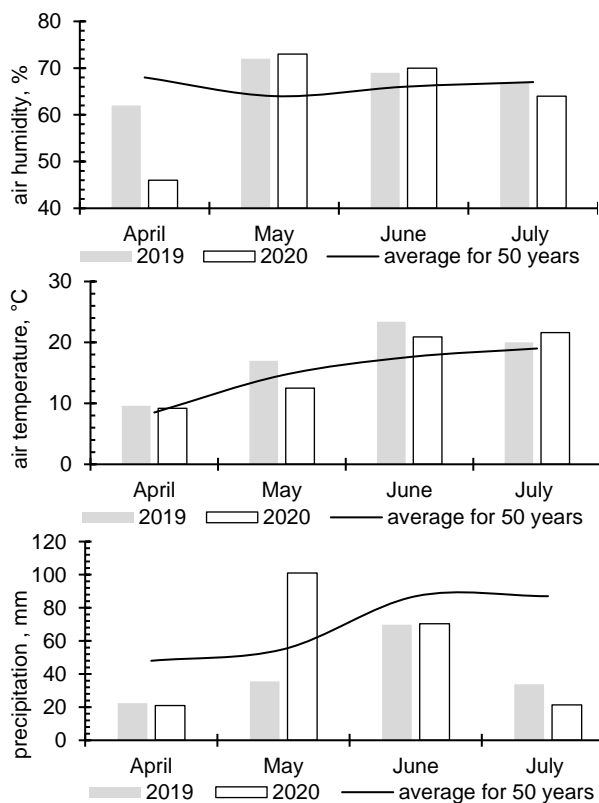 80
70
60
50
40
air humidity, %
April May June July
2019 2020 average for 50 years
30
20
10
0
air temperature, °C
April May June July
2019 2020 average for 50 years
120
100
80
60
40
20
0
precipitation , mm
April May June July
2019 2020 average for 50 years